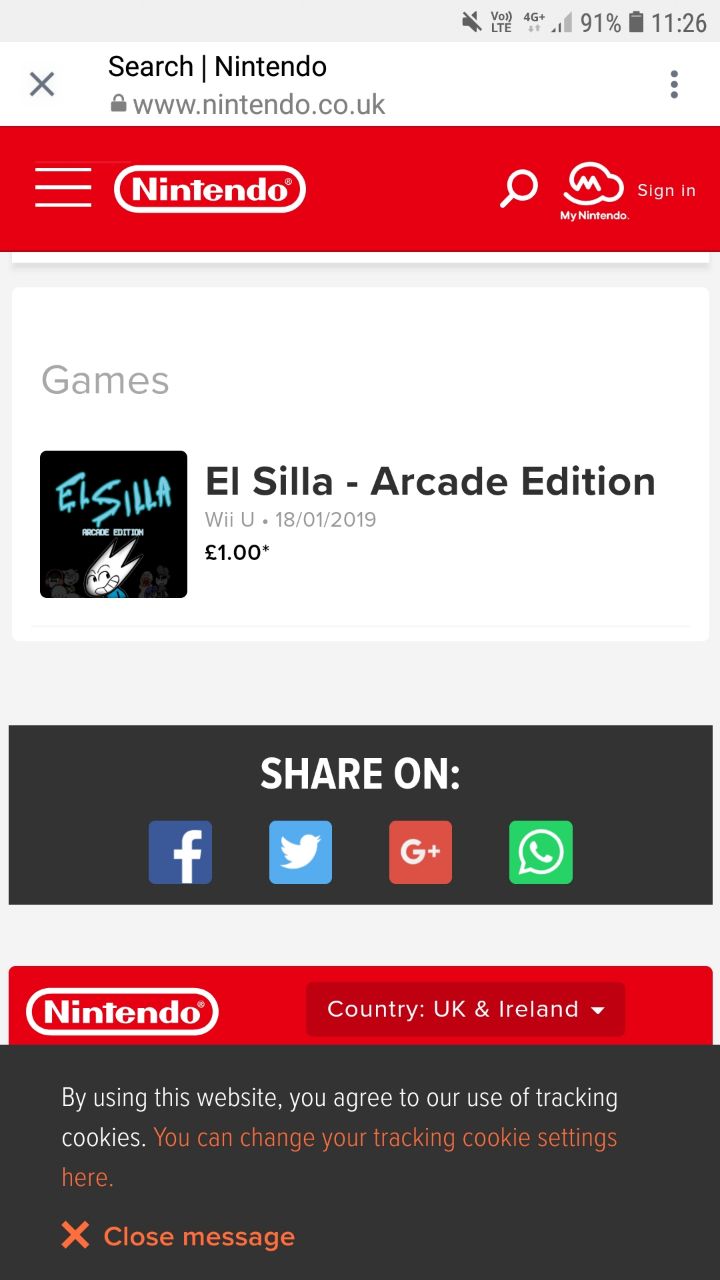 Vo))
LTE
4G+
91%
11:26
Search | Nintendo
www.nintendo.co.uk
Nintendo®
My Nintendo.
Sign in
Games
El SILLA
ARCADE EDITION
El Silla - Arcade Edition
Wii U • 18/01/2019
£1.00*
SHARE ON:
f
G+
Nintendo®
Country: UK & Ireland
By using this website, you agree to our use of tracking
cookies. You can change your tracking cookie settings
here.
Close message